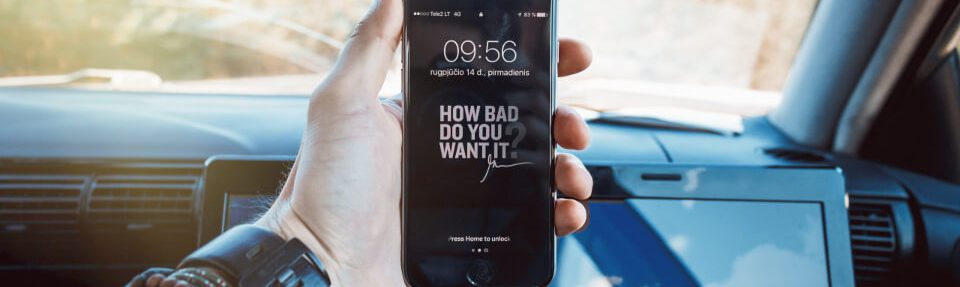 Tele2 LT 4G 83 %
09:56
rugpjūčio 14 d., pirmadienis
HOW BAD
DO YOU
WANT IT?
Press Home to unlock